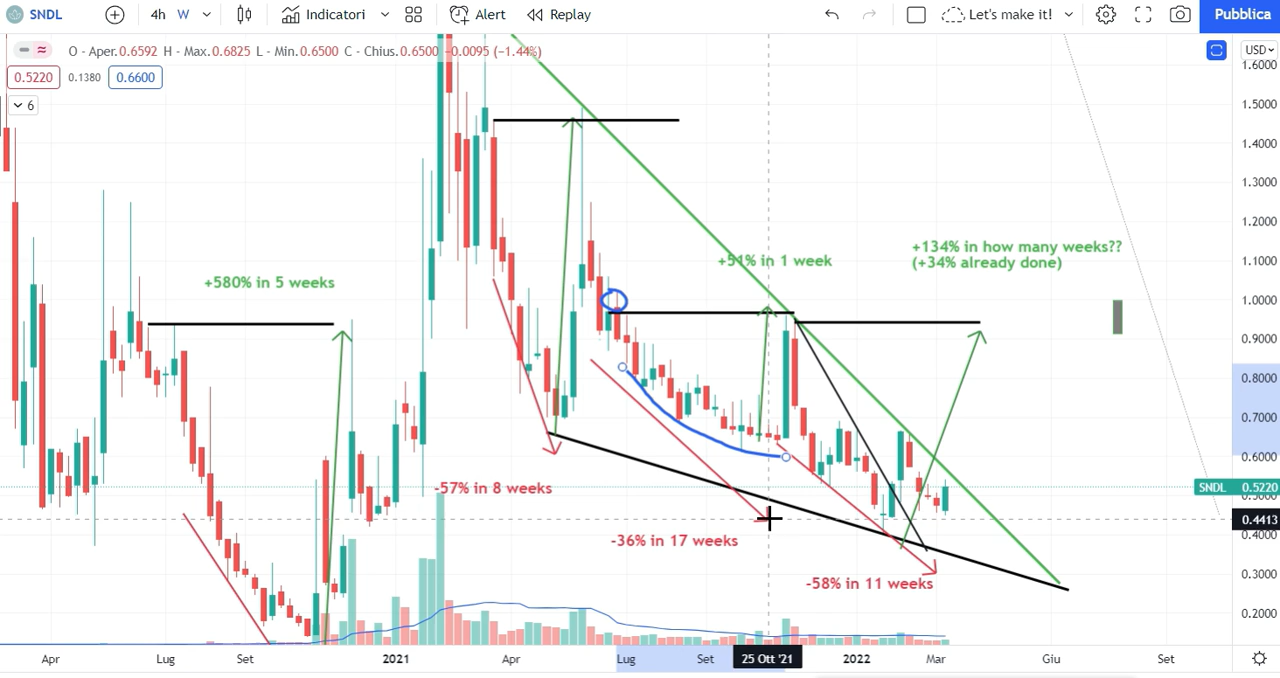 SNDL 4h W Indicatori Alert Replay Let's make it! Pubblica
O - Aper.0.6592 H - Max.0.6825 L - Min.0.6500 C - Chius.0.6500 -0.0095 (-1.44%)
0.5220 0.1380 0.6600
6
USD
1.6000
1.5000
1.4000
1.3000
1.2000
1.1000
1.0000
0.9000
0.8000
0.7000
0.6000
SNDL 0.5220
0.5000
0.4413
0.4000
0.3000
0.2000
+580% in 5 weeks
+51% in 1 week
+134% in how many weeks??
(+34% already done)
-57% in 8 weeks
-36% in 17 weeks
-58% in 11 weeks
Apr Lug Set 2021 Apr Lug Set 25 Ott '21 2022 Mar Giu Set